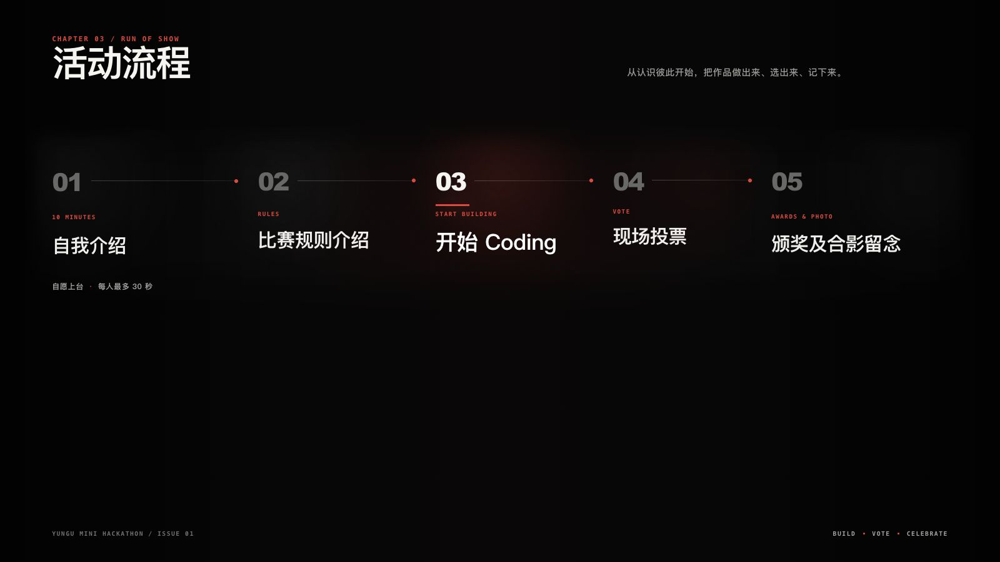 CHAPTER 03 / RUN OF SHOW
活动流程
从认识彼此开始，把作品做出来、选出来、记下来。
01
10 MINUTES
自我介绍
自愿上台 · 每人最多 30 秒
02
RULES
比赛规则介绍
03
START BUILDING
开始 Coding
04
VOTE
现场投票
05
AWARDS & PHOTO
颁奖及合影留念
YUNGU MINI HACKATHON / ISSUE 01
BUILD • VOTE • CELEBRATE